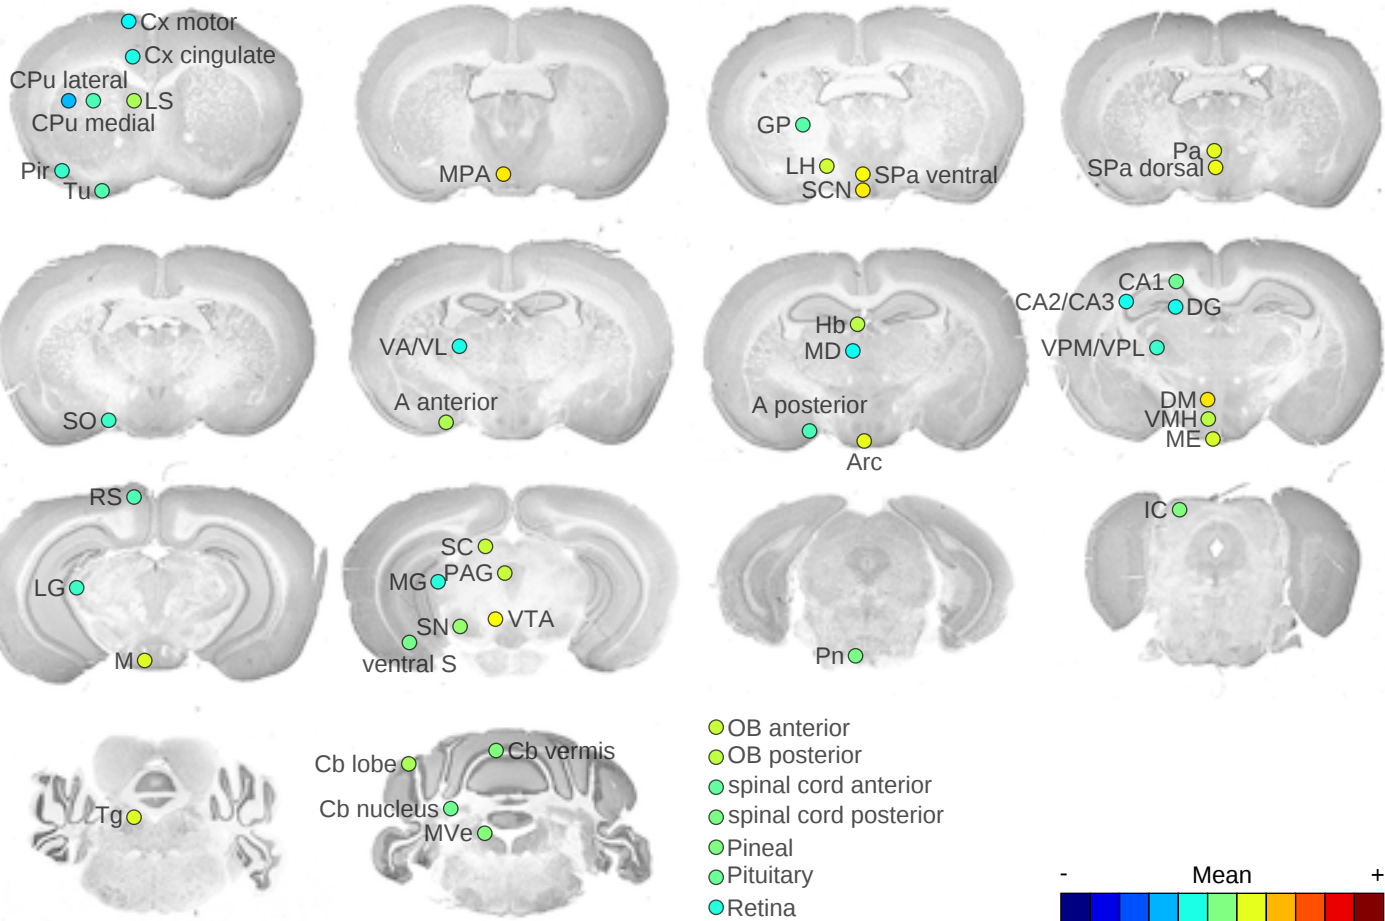 Cx motor
Cx cingulate
CPu lateral
LS
CPu medial
Pir
Tu
MPA
GP
LH
SPa ventral
SCN
Pa
SPa dorsal
SO
VA/VL
A anterior
Hb
MD
A posterior
Arc
CA1
CA2/CA3
DG
VPM/VPL
DM
VMH
ME
RS
LG
M
SC
MG
PAG
SN
VTA
ventral S
Pn
IC
Tg
Cb lobe
Cb vermis
Cb nucleus
MVe
OB anterior
OB posterior
spinal cord anterior
spinal cord posterior
Pineal
Pituitary
Retina
- Mean +